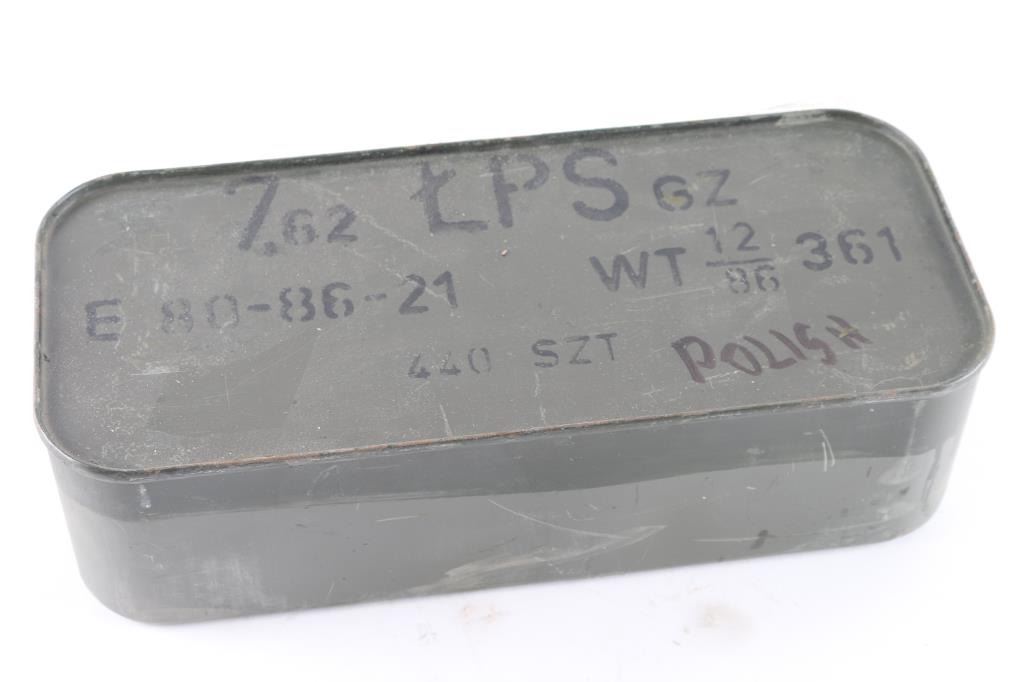 7,62 ŁPS GZ
E 80-86-21 WT 12/86 361
440 SZT POLISH